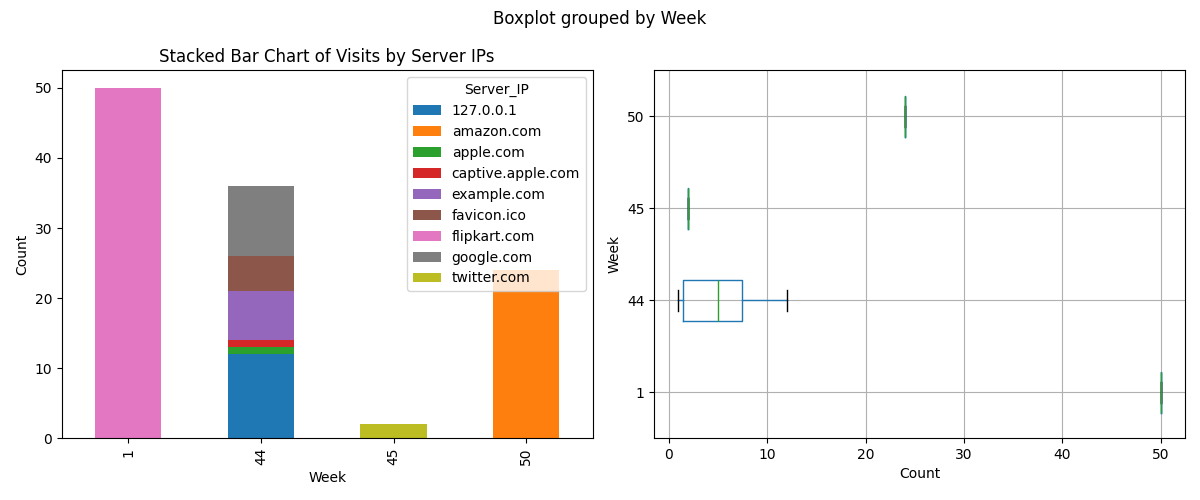 Boxplot grouped by Week
Stacked Bar Chart of Visits by Server IPs
50
40
30
20
10
0
Count
1
44
45
50
Week
Server_IP
127.0.0.1
amazon.com
apple.com
captive.apple.com
example.com
favicon.ico
flipkart.com
google.com
twitter.com
50
45
44
1
Week
0
10
20
30
40
50
Count